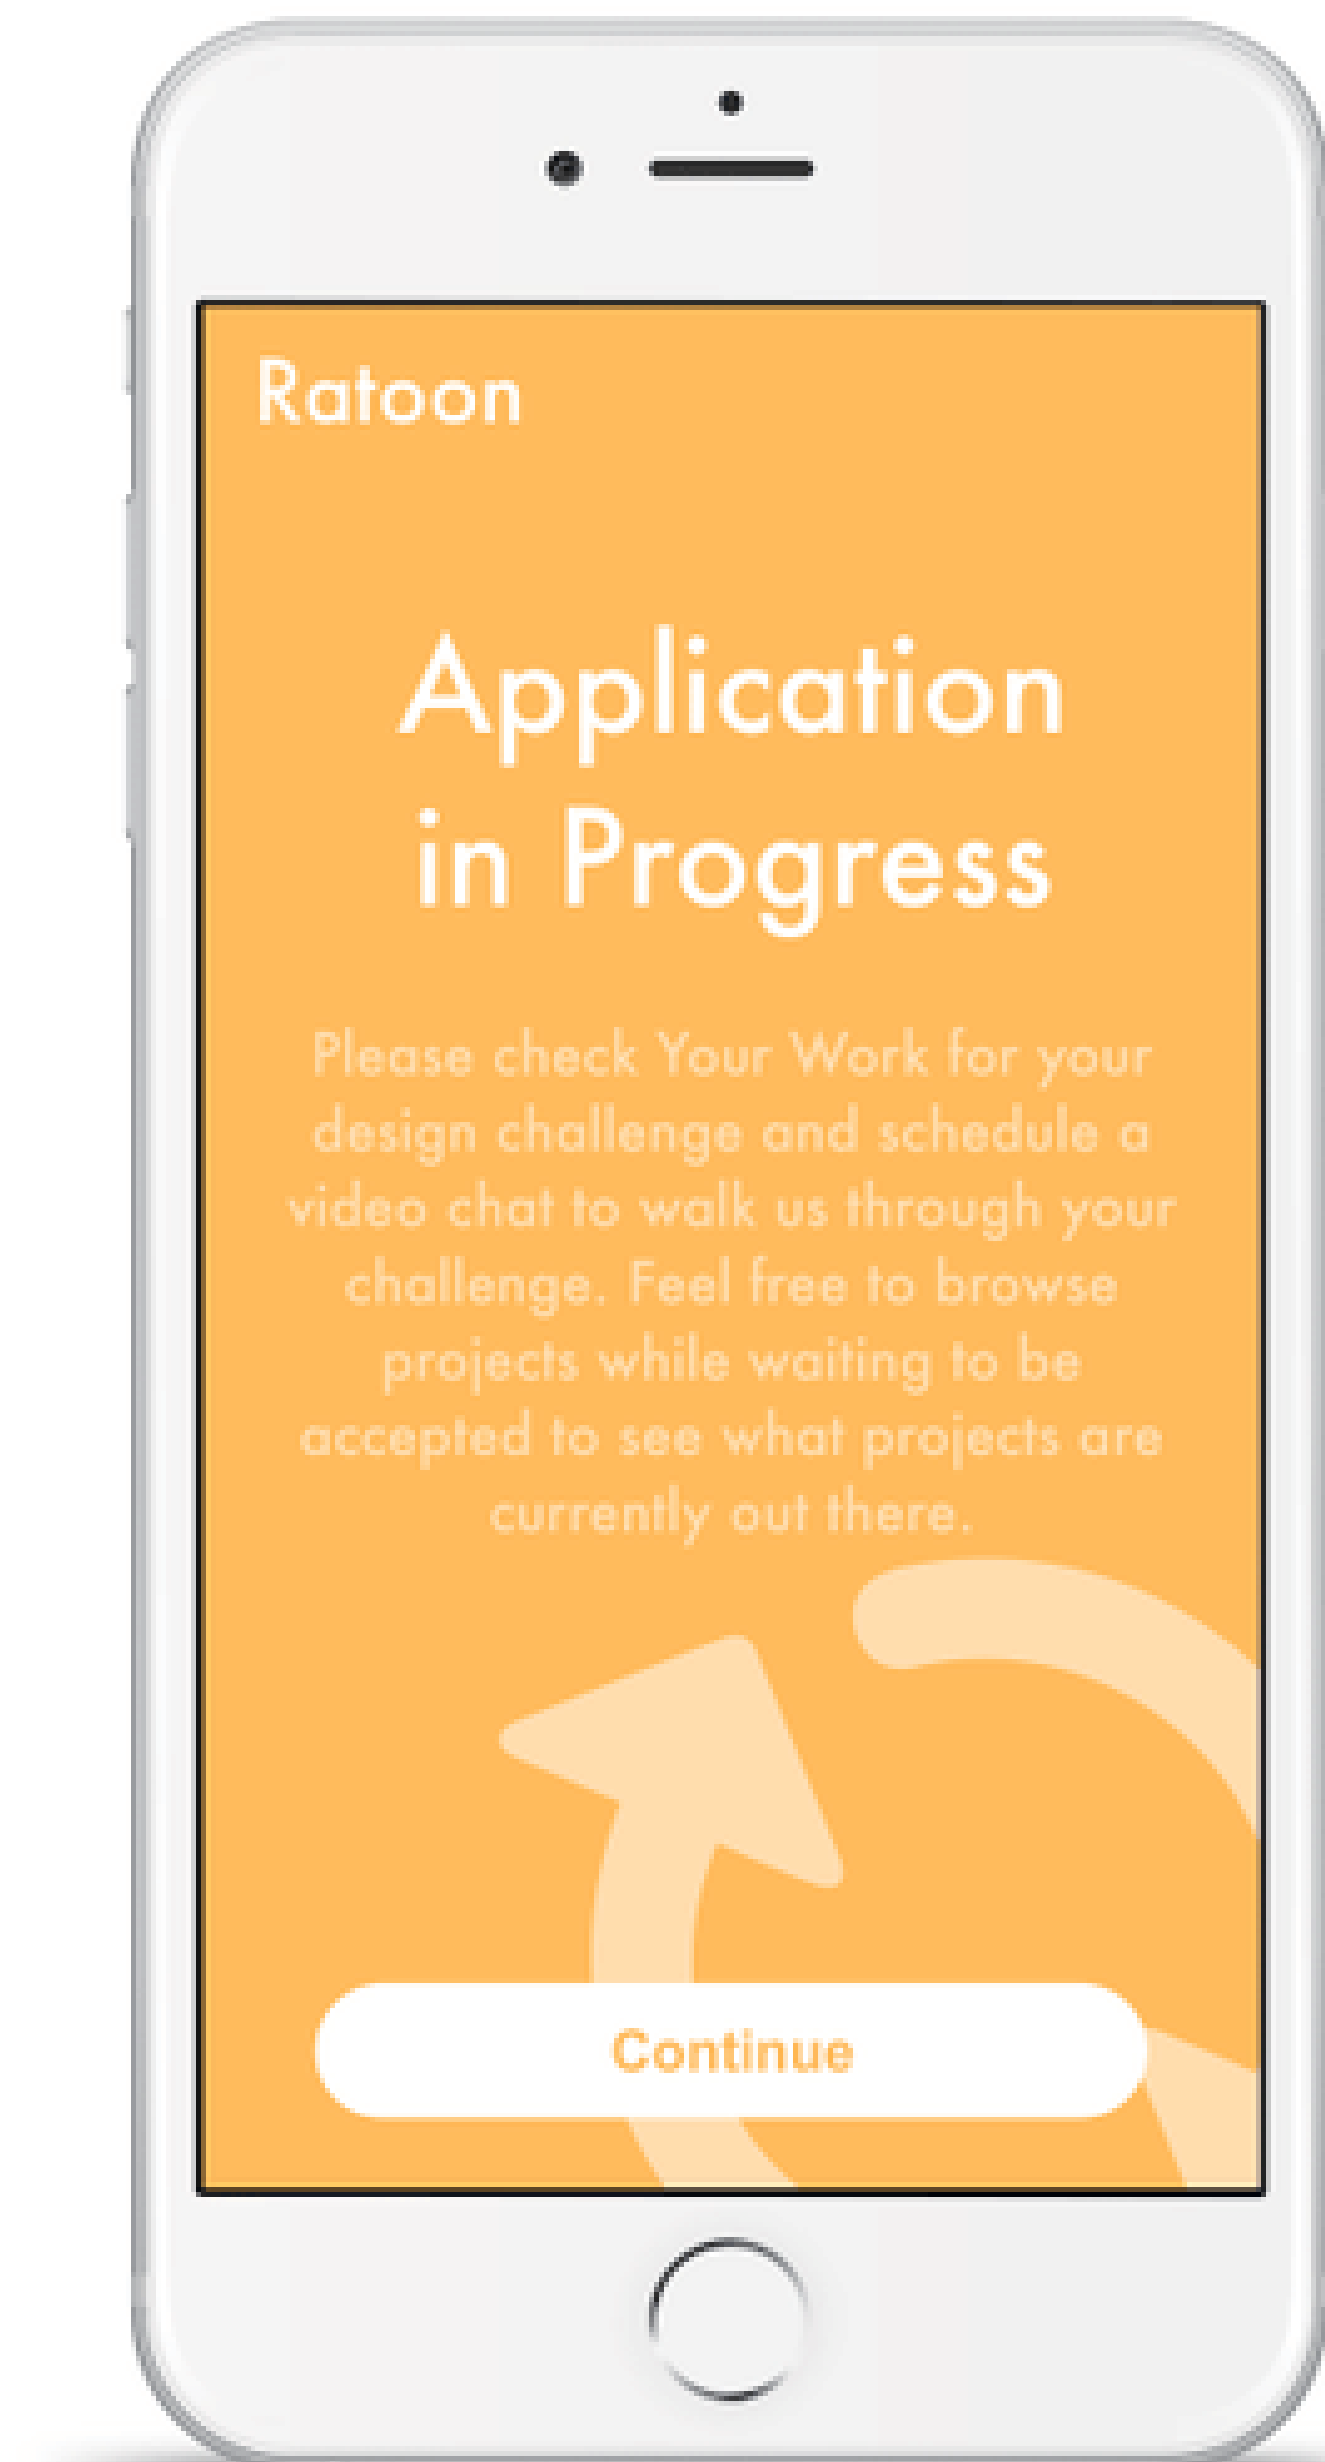 Ratoon
Application
in Progress
Please check Your Work for your
design challenge and schedule a
video chat to walk us through your
challenge. Feel free to browse
projects while waiting to be
accepted to see what projects are
currently out there.
Continue